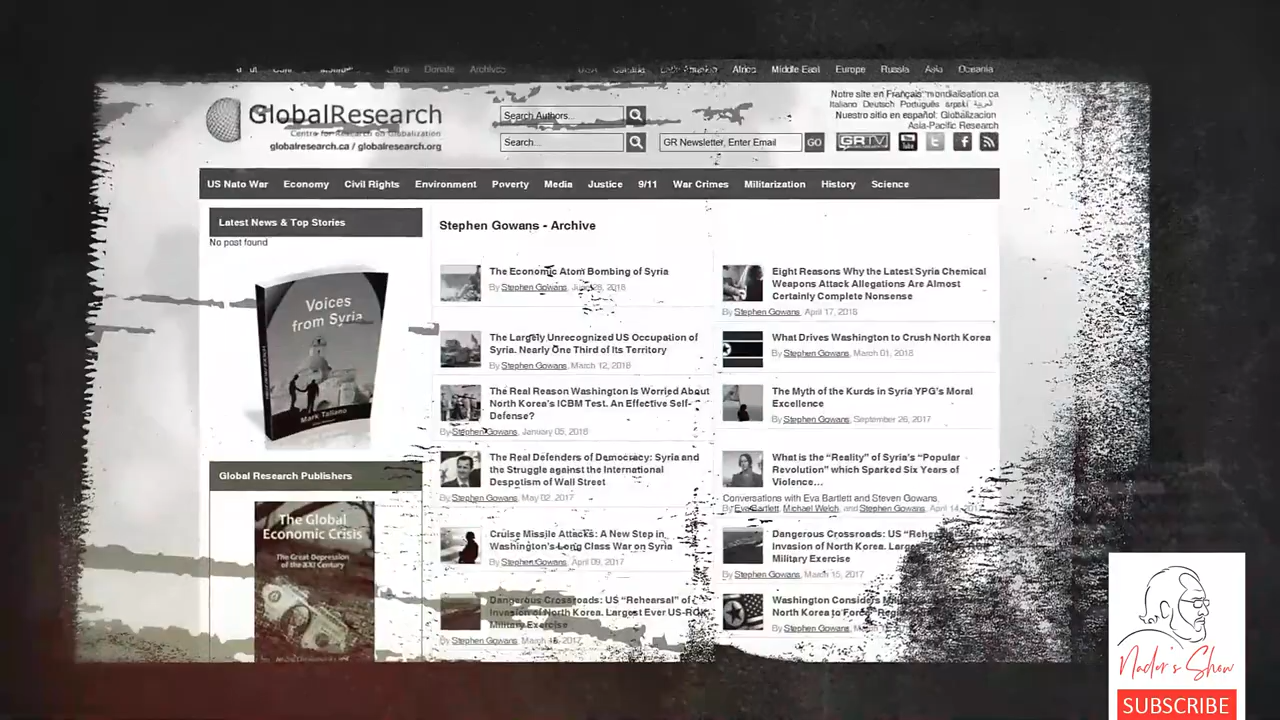 Donate Archives
Canada Latin America Africa Middle East Europe Russia Asia Oceania
GlobalResearch
Centre for Research on Globalization
globalresearch.ca / globalresearch.org
Search Authors...
Search...
GR Newsletter, Enter Email
GO
Notre site en Français: mondialisation.ca
Italiano Deutsch Português العربية
Nuestro sitio en español: Globalizacion
Asia-Pacific Research
GRTV
US Nato War Economy Civil Rights Environment Poverty Media Justice 9/11 War Crimes Militarization History Science
Latest News & Top Stories
No post found
Voices
from Syria
Mark Taliano
Global Research Publishers
The Global
Economic Crisis
The Great Depression
of the XXI Century
Stephen Gowans - Archive
The Economic Atom Bombing of Syria
By Stephen Gowans, 2018
Eight Reasons Why the Latest Syria Chemical
Weapons Attack Allegations Are Almost
Certainly Complete Nonsense
By Stephen Gowans, April 17, 2018
The Largely Unrecognized US Occupation of
Syria. Nearly One Third of Its Territory
By Stephen Gowans, March 12, 2018
What Drives Washington to Crush North Korea
By Stephen Gowans, March 01, 2018
The Real Reason Washington Is Worried About
North Korea's ICBM Test. An Effective Self-
Defense?
By Stephen Gowans, January 05, 2018
The Myth of the Kurds in Syria YPG's Moral
Excellence
By Stephen Gowans, September 26, 2017
The Real Defenders of Democracy: Syria and
the Struggle against the International
Despotism of Wall Street
By Stephen Gowans, May 02, 2017
What is the “Reality” of Syria's “Popular
Revolution” which Sparked Six Years of
Violence...
Conversations with Eva Bartlett and Steven Gowans,
By Eva Bartlett, Michael Welch, and Stephen Gowans, April
Cruise Missile Attacks: A New Step in
Washington's Long Class War on Syria
By Stephen Gowans, April 09, 2017
Dangerous Crossroads: US “Rehearsal” of
Invasion of North Korea. Largest
Military Exercise
By Stephen Gowans, March 15, 2017
Dangerous Crossroads: US “Rehearsal” of
Invasion of North Korea. Largest Ever US-ROK
Military Exercise
By Stephen Gowans, March 2017
Washington Considers
North Korea to Force
By Stephen Gowans,
Nader's Show
SUBSCRIBE